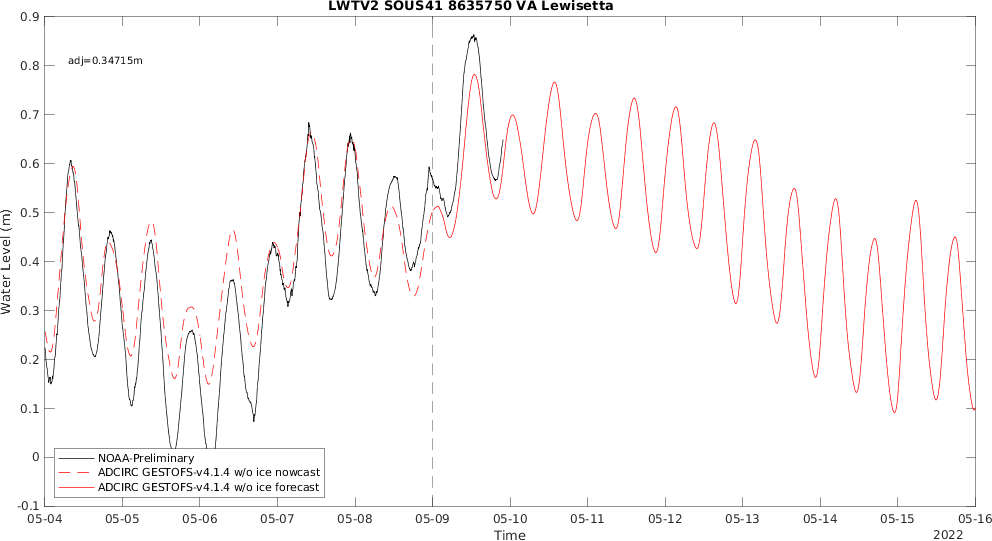 LWTV2 SOUS41 8635750 VA Lewisetta
adj=0.34715m
Water Level (m)
0.9
0.8
0.7
0.6
0.5
0.4
0.3
0.2
0.1
0
-0.1
NOAA-Preliminary
ADCIRC GESTOFS-v4.1.4 w/o ice nowcast
ADCIRC GESTOFS-v4.1.4 w/o ice forecast
05-04 05-05 05-06 05-07 05-08 05-09 05-10 05-11 05-12 05-13 05-14 05-15 05-16
Time
2022